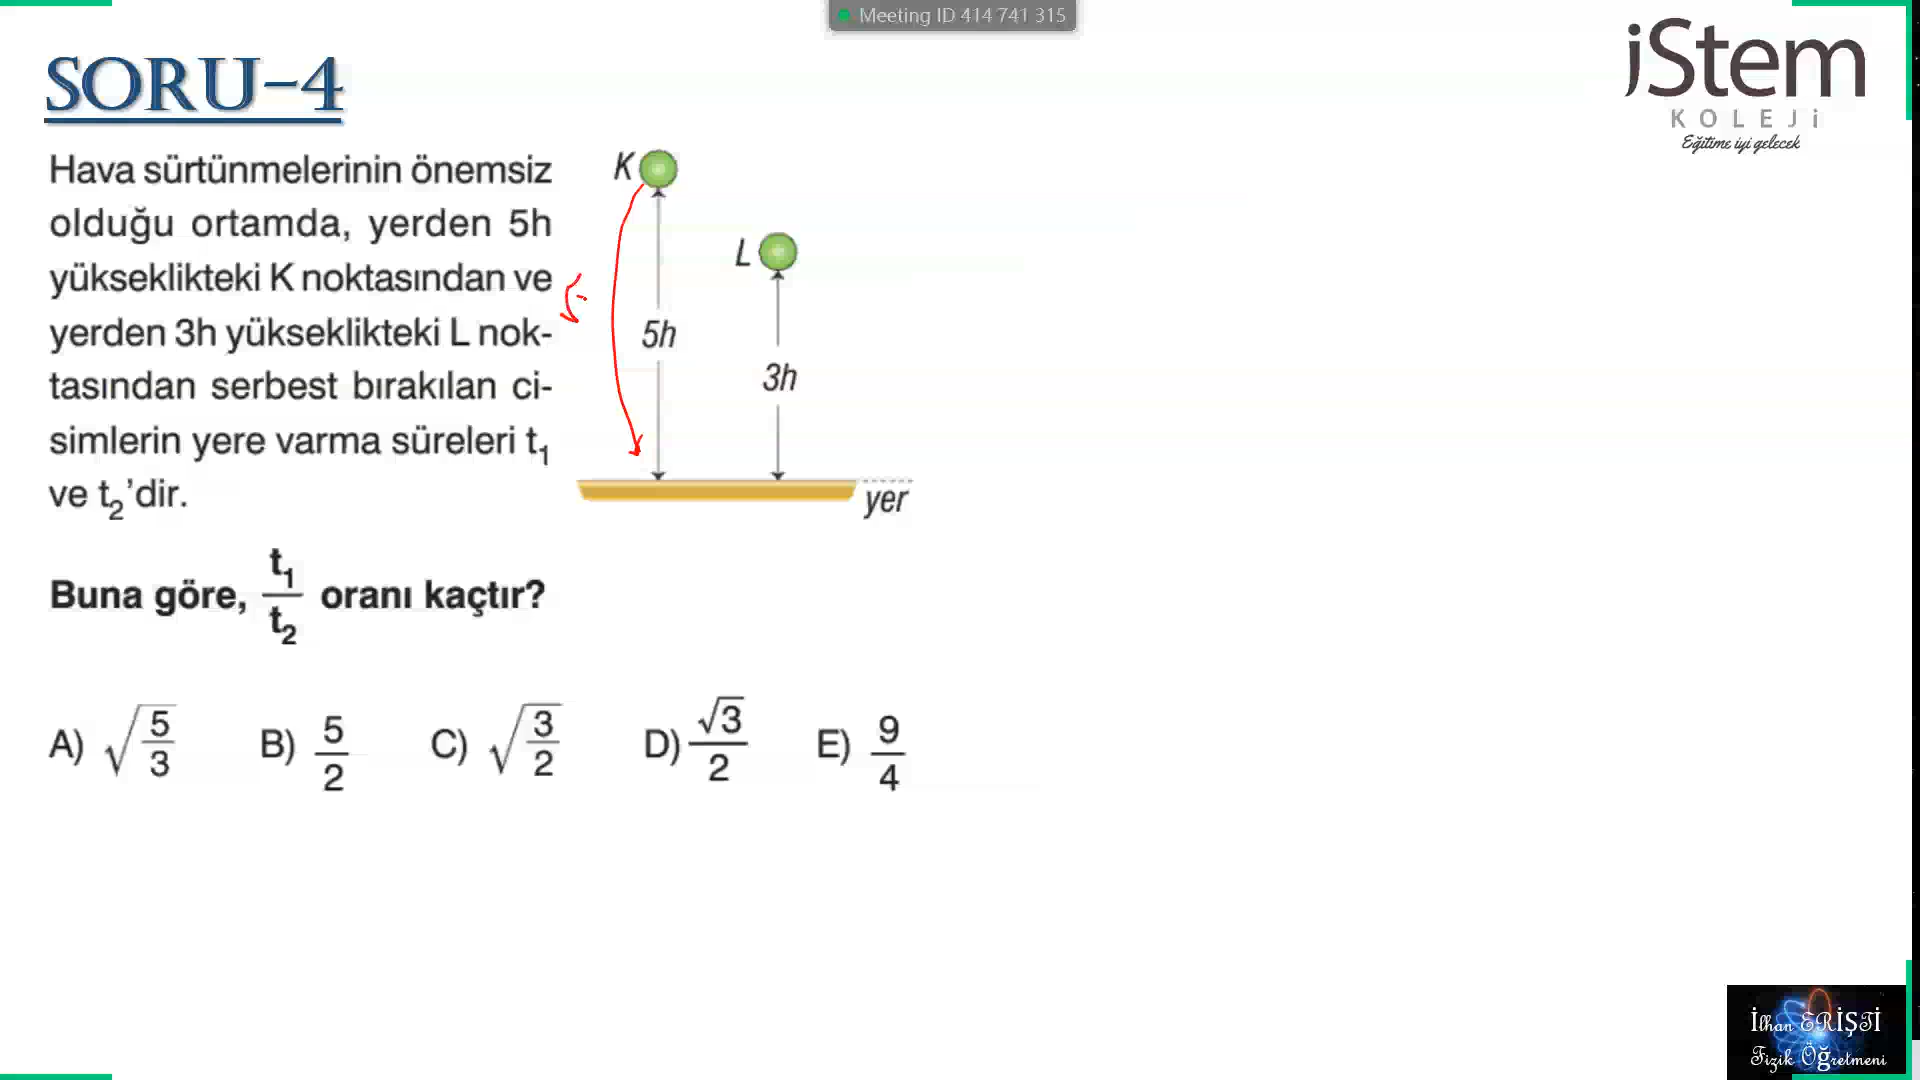 Meeting ID 414 741 315
SORU-4
iStem
KOLEJi
Eğitime iyi gelecek
Hava sürtünmelerinin önemsiz
olduğu ortamda, yerden 5h
yükseklikteki K noktasından ve
yerden 3h yükseklikteki L nok-
tasından serbest bırakılan ci-
simlerin yere varma süreleri t₁
ve t₂'dir.
K
L
5h
3h
yer
Buna göre, t₁/t₂ oranı kaçtır?
A) √(5/3) B) 5/2 C) √(3/2) D) √3/2 E) 9/4
İlhan ERİŞTİ
Fizik Öğretmeni